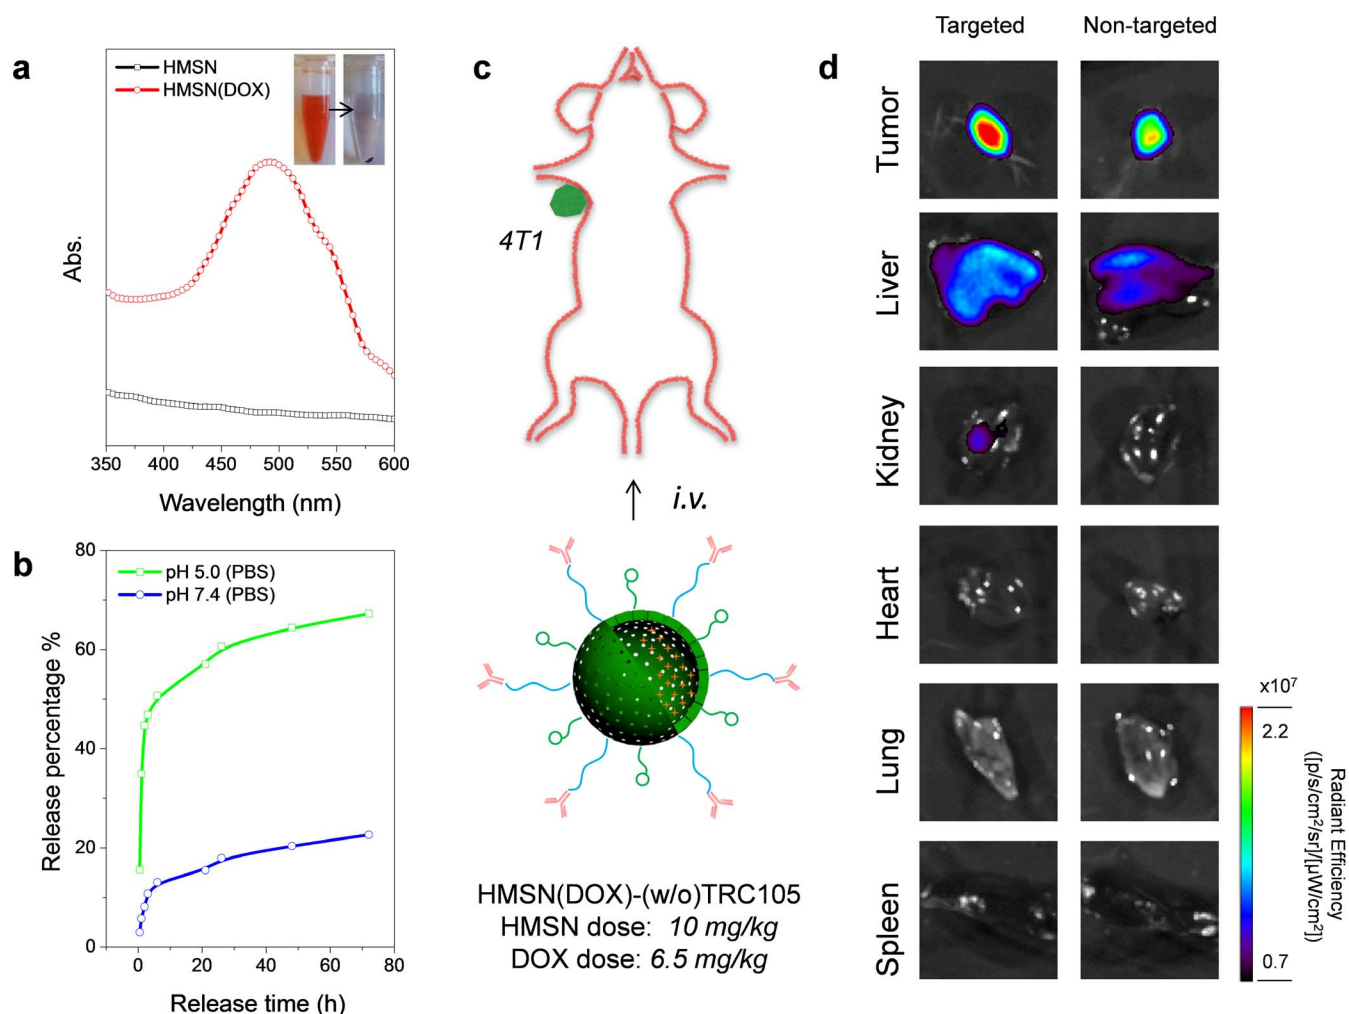 a
HMSN
HMSN(DOX)
Abs.
350 400 450 500 550 600
Wavelength (nm)
b
pH 5.0 (PBS)
pH 7.4 (PBS)
Release percentage %
80
60
40
20
0
0 20 40 60 80
Release time (h)
c
4T1
i.v.
HMSN(DOX)-(w/o)TRC105
HMSN dose: 10 mg/kg
DOX dose: 6.5 mg/kg
d
Targeted Non-targeted
Tumor
Liver
Kidney
Heart
Lung
Spleen
x10⁷
2.2
0.7
Radiant Efficiency
([p/s/cm²/sr]/[µW/cm²])